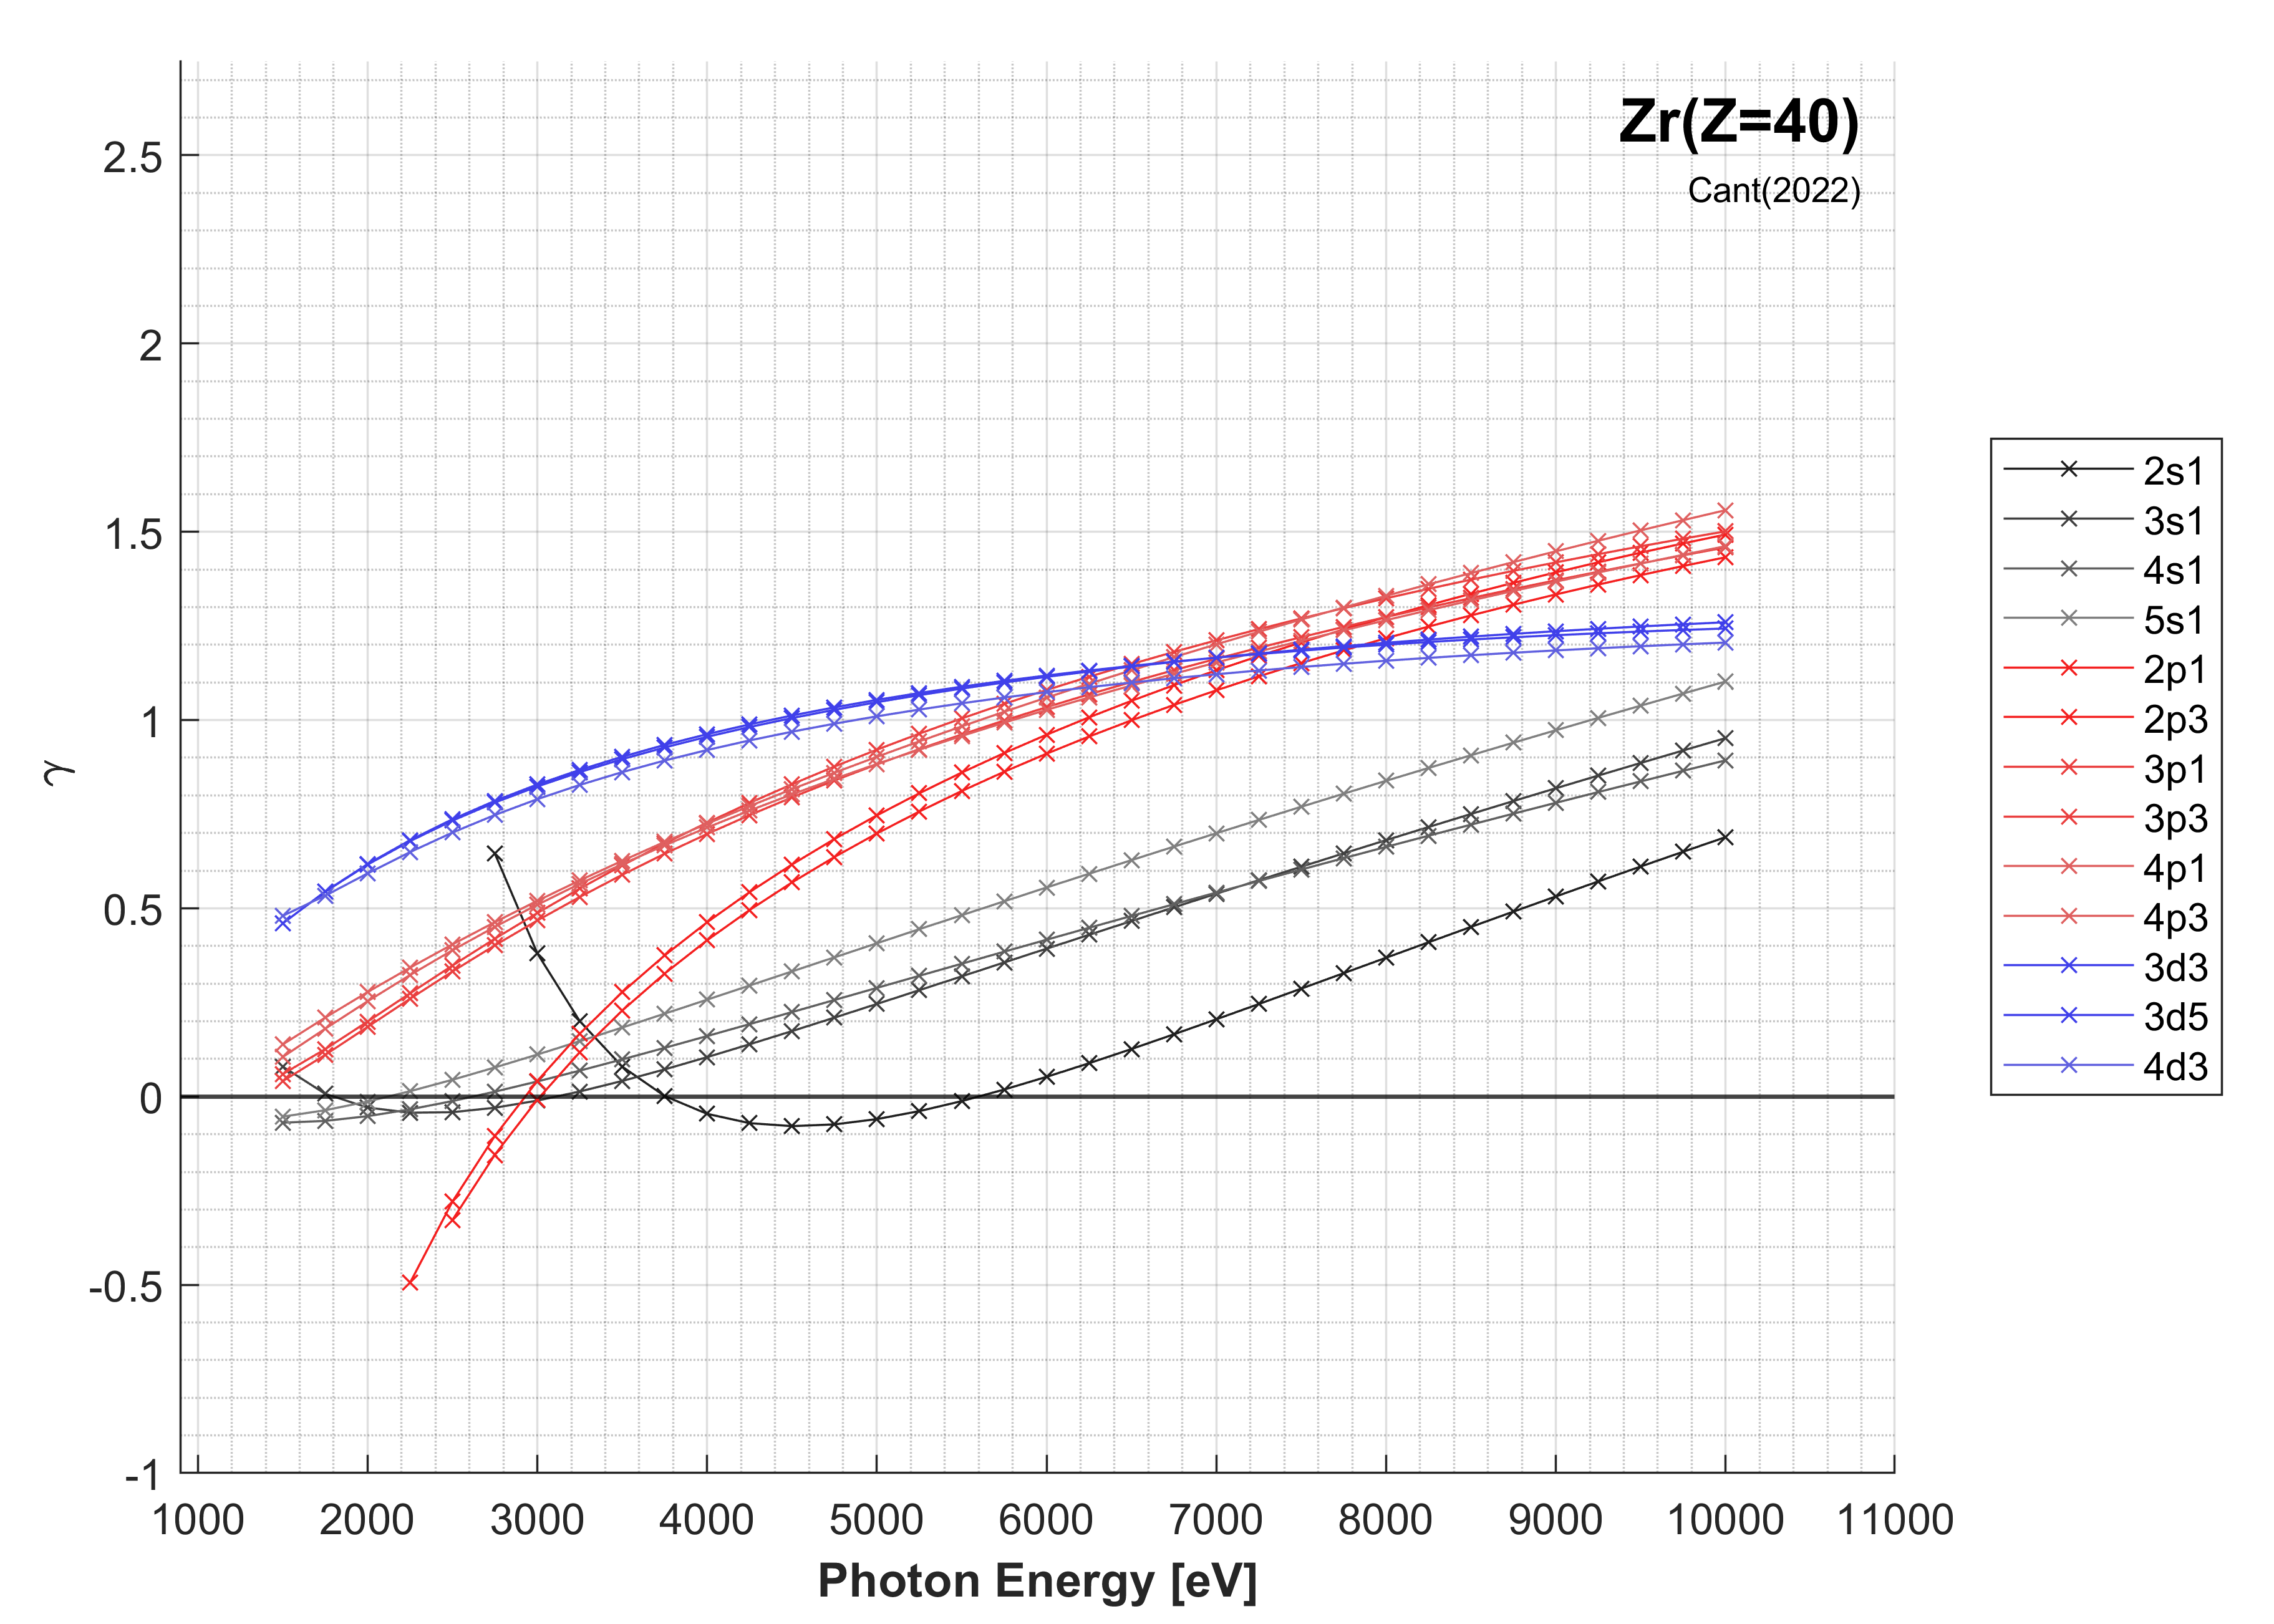 Zr(Z=40)
Cant(2022)
2.5
2
1.5
1
0.5
0
-0.5
-1
γ
1000 2000 3000 4000 5000 6000 7000 8000 9000 10000 11000
Photon Energy [eV]
2s1
3s1
4s1
5s1
2p1
2p3
3p1
3p3
4p1
4p3
3d3
3d5
4d3